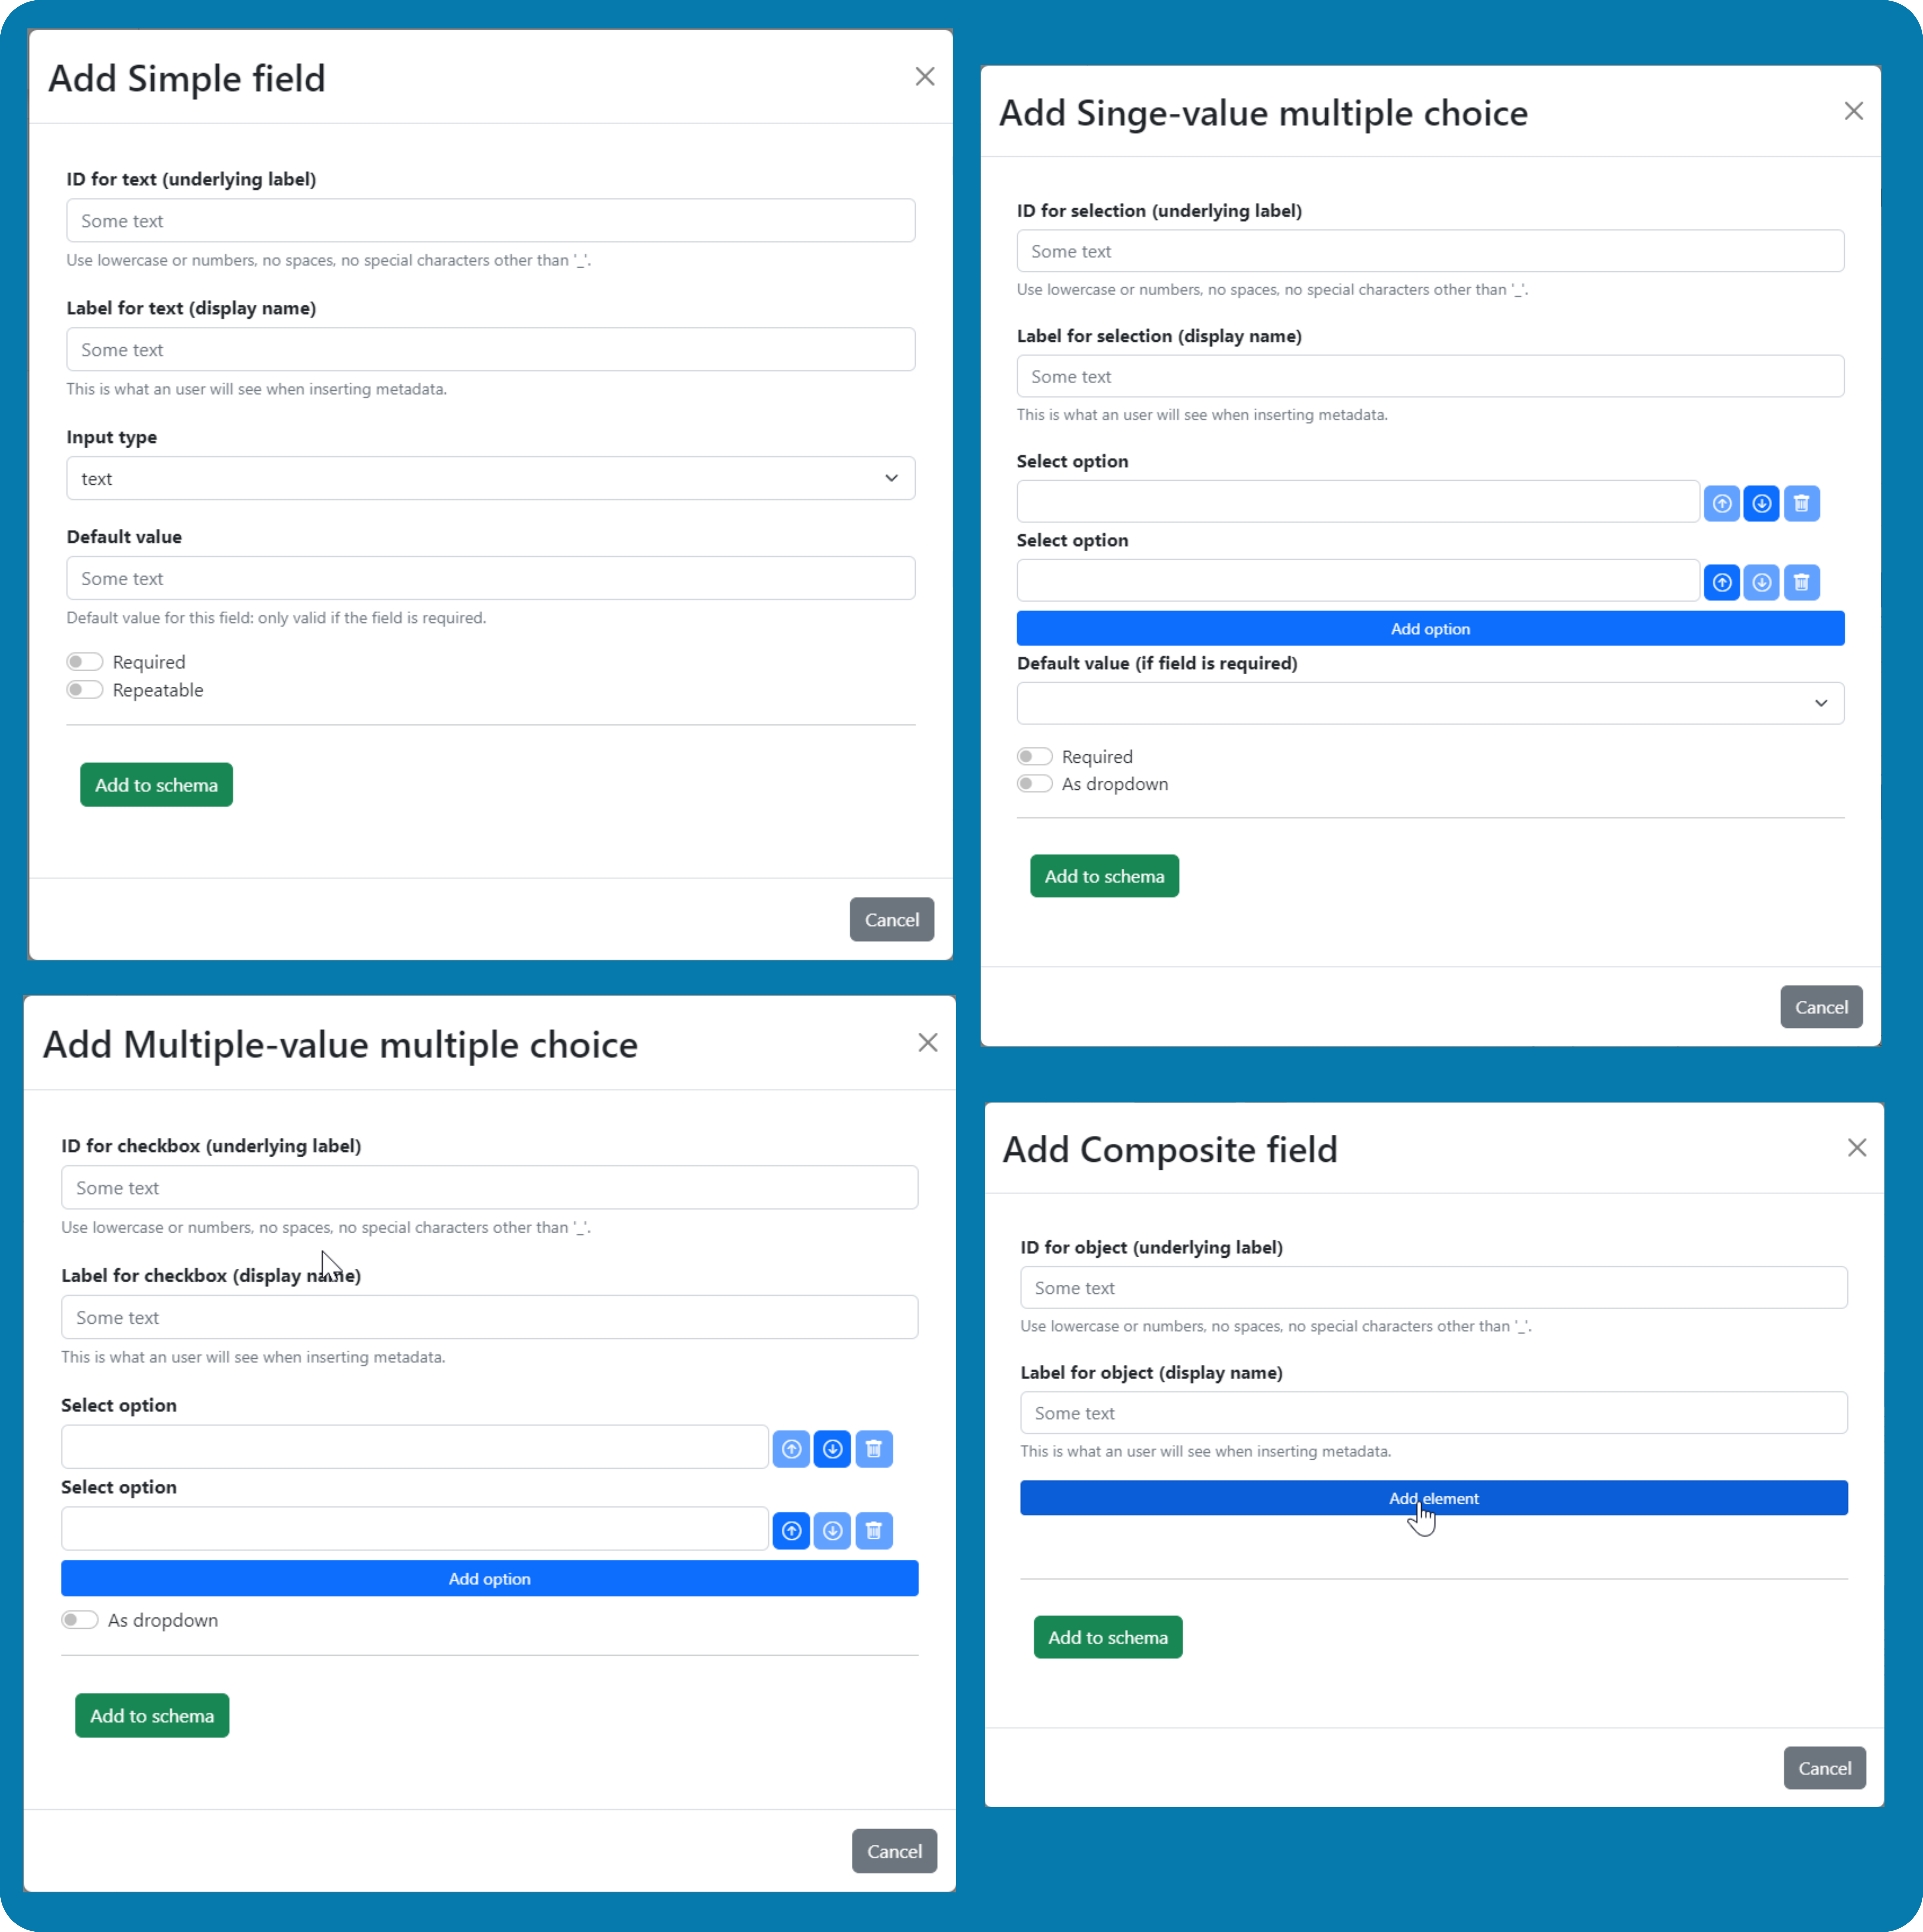 Add Simple field
ID for text (underlying label)
Some text
Use lowercase or numbers, no spaces, no special characters other than '_'.
Label for text (display name)
Some text
This is what an user will see when inserting metadata.
Input type
text
Default value
Some text
Default value for this field: only valid if the field is required.
Required
Repeatable
Add to schema
Cancel
Add Singe-value multiple choice
ID for selection (underlying label)
Some text
Use lowercase or numbers, no spaces, no special characters other than '_'.
Label for selection (display name)
Some text
This is what an user will see when inserting metadata.
Select option
Select option
Add option
Default value (if field is required)
Required
As dropdown
Add to schema
Cancel
Add Multiple-value multiple choice
ID for checkbox (underlying label)
Some text
Use lowercase or numbers, no spaces, no special characters other than '_'.
Label for checkbox (display name)
Some text
This is what an user will see when inserting metadata.
Select option
Select option
Add option
As dropdown
Add to schema
Cancel
Add Composite field
ID for object (underlying label)
Some text
Use lowercase or numbers, no spaces, no special characters other than '_'.
Label for object (display name)
Some text
This is what an user will see when inserting metadata.
Add element
Add to schema
Cancel